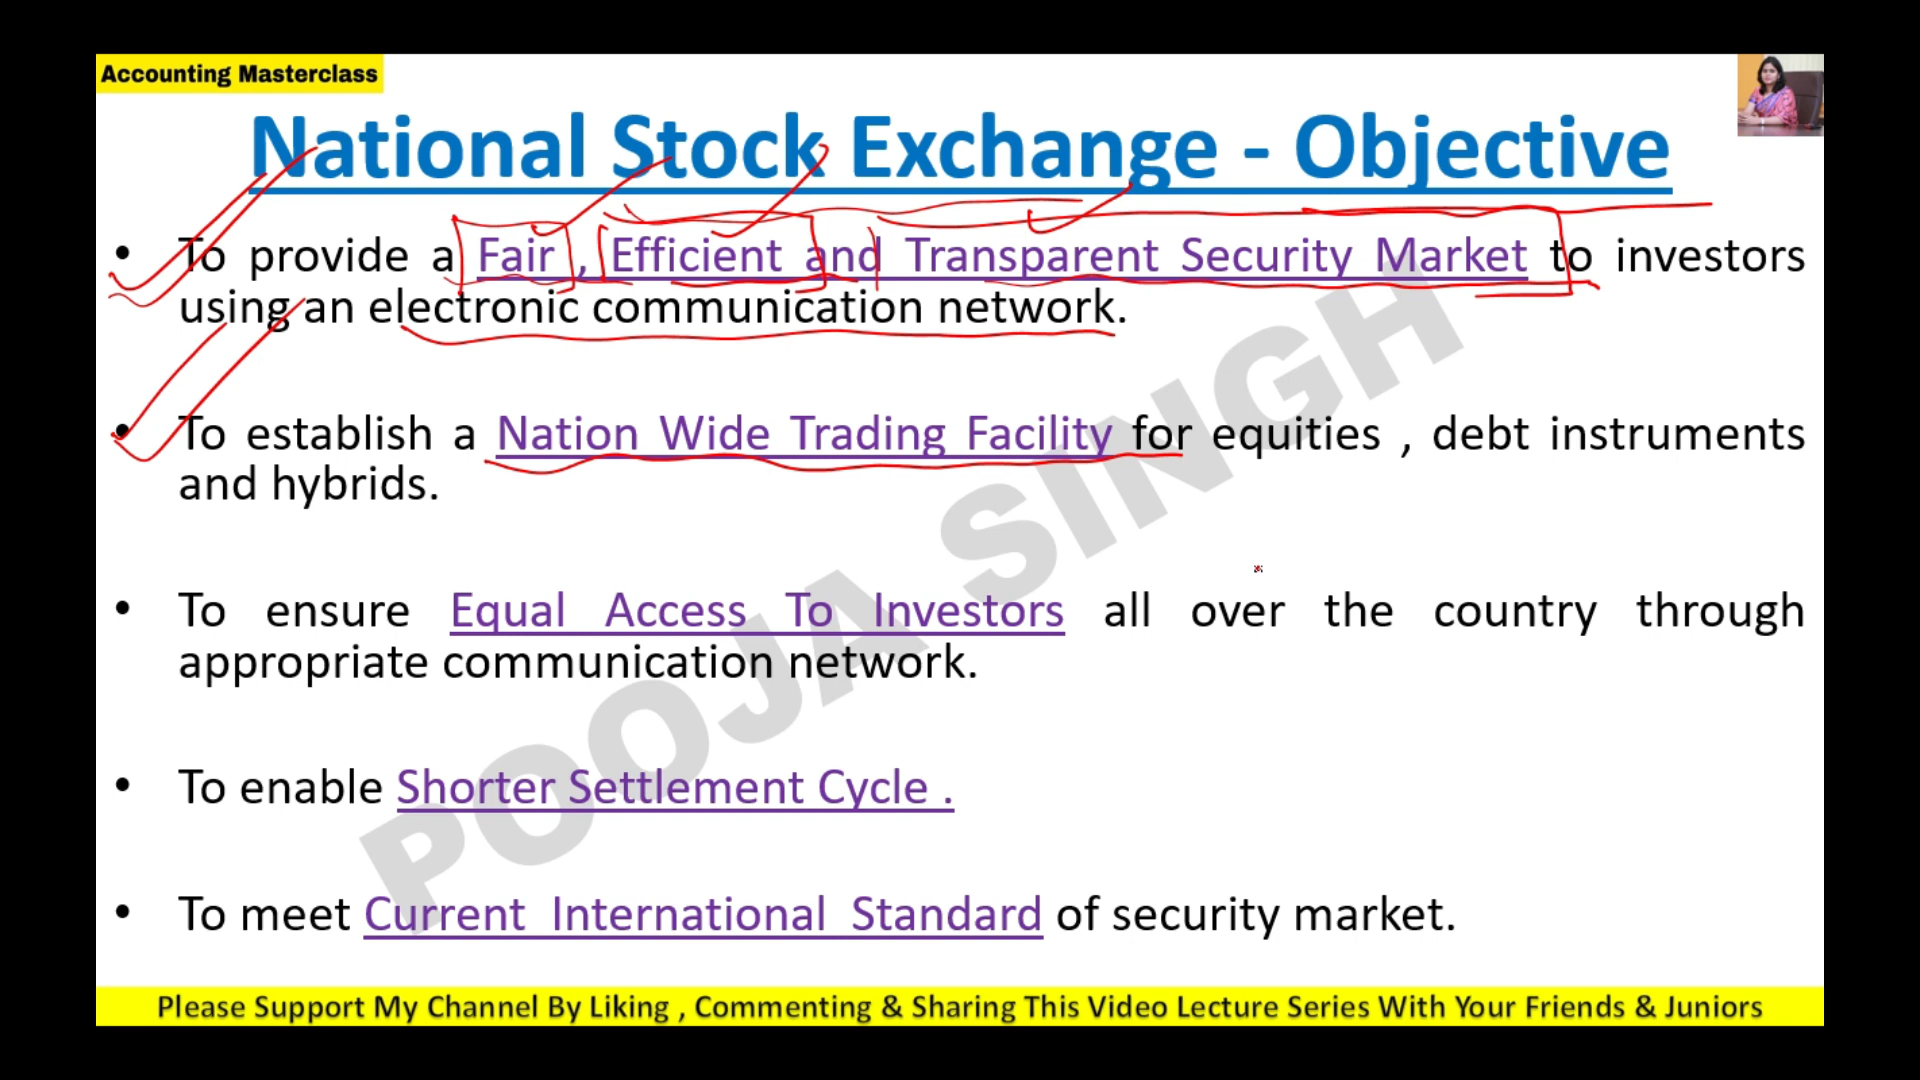 Accounting Masterclass
National Stock Exchange - Objective
• To provide a Fair , Efficient and Transparent Security Market to investors
using an electronic communication network.
• To establish a Nation Wide Trading Facility for equities , debt instruments
and hybrids.
• To ensure Equal Access To Investors all over the country through
appropriate communication network.
• To enable Shorter Settlement Cycle .
• To meet Current International Standard of security market.
POOJA SINGH
Please Support My Channel By Liking , Commenting & Sharing This Video Lecture Series With Your Friends & Juniors